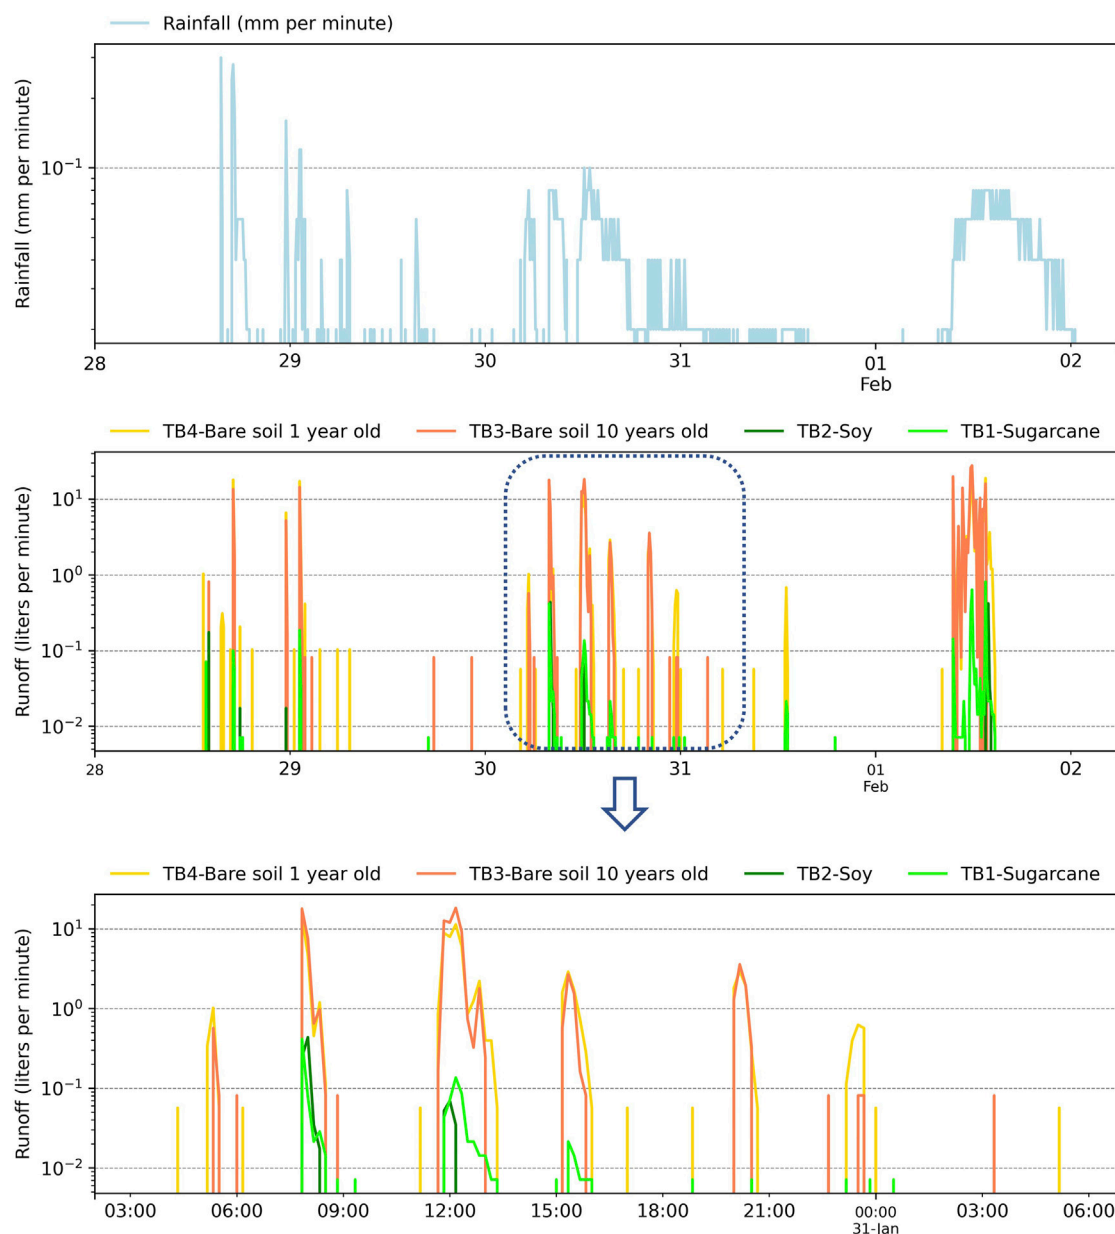 Rainfall (mm per minute)
Rainfall (mm per minute)
10⁻¹
28 29 30 31 01 02
Feb
TB4-Bare soil 1 year old TB3-Bare soil 10 years old TB2-Soy TB1-Sugarcane
Runoff (liters per minute)
10¹
10⁰
10⁻¹
10⁻²
28 29 30 31 01 02
Feb
TB4-Bare soil 1 year old TB3-Bare soil 10 years old TB2-Soy TB1-Sugarcane
Runoff (liters per minute)
10¹
10⁰
10⁻¹
10⁻²
03:00 06:00 09:00 12:00 15:00 18:00 21:00 00:00 03:00 06:00
31-Jan